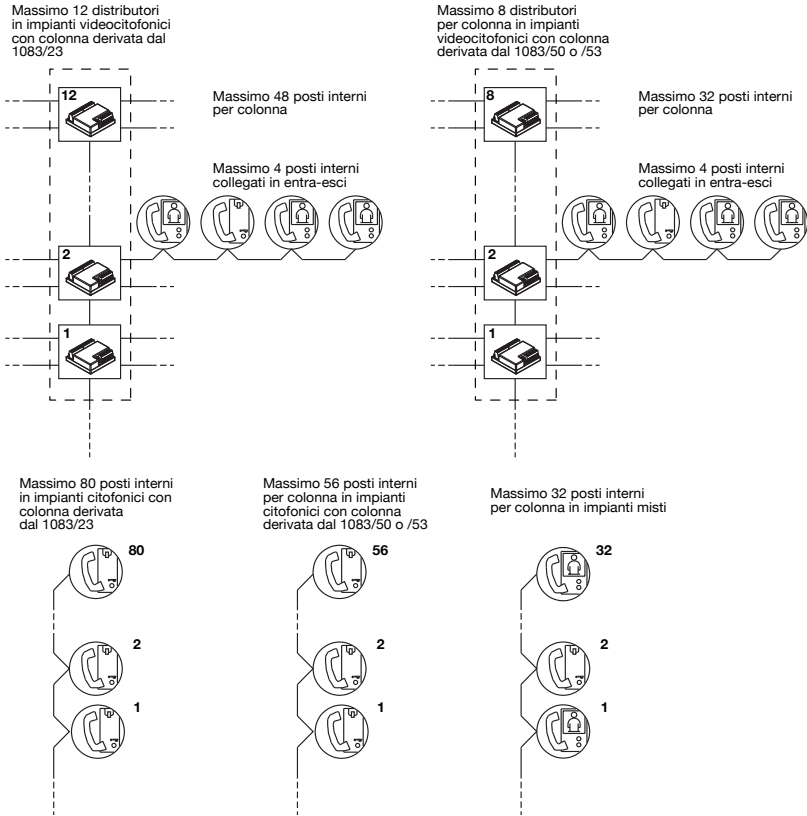 Massimo 12 distributori
in impianti videocitofonici
con colonna derivata dal
1083/23
12
Massimo 48 posti interni
per colonna
Massimo 4 posti interni
collegati in entra-esci
2
1
Massimo 8 distributori
per colonna in impianti
videocitofonici con colonna
derivata dal 1083/50 o /53
8
Massimo 32 posti interni
per colonna
Massimo 4 posti interni
collegati in entra-esci
2
1
Massimo 80 posti interni
in impianti citofonici con
colonna derivata
dal 1083/23
80
2
1
Massimo 56 posti interni
per colonna in impianti
citofonici con colonna
derivata dal 1083/50 o /53
56
2
1
Massimo 32 posti interni
per colonna in impianti misti
32
2
1